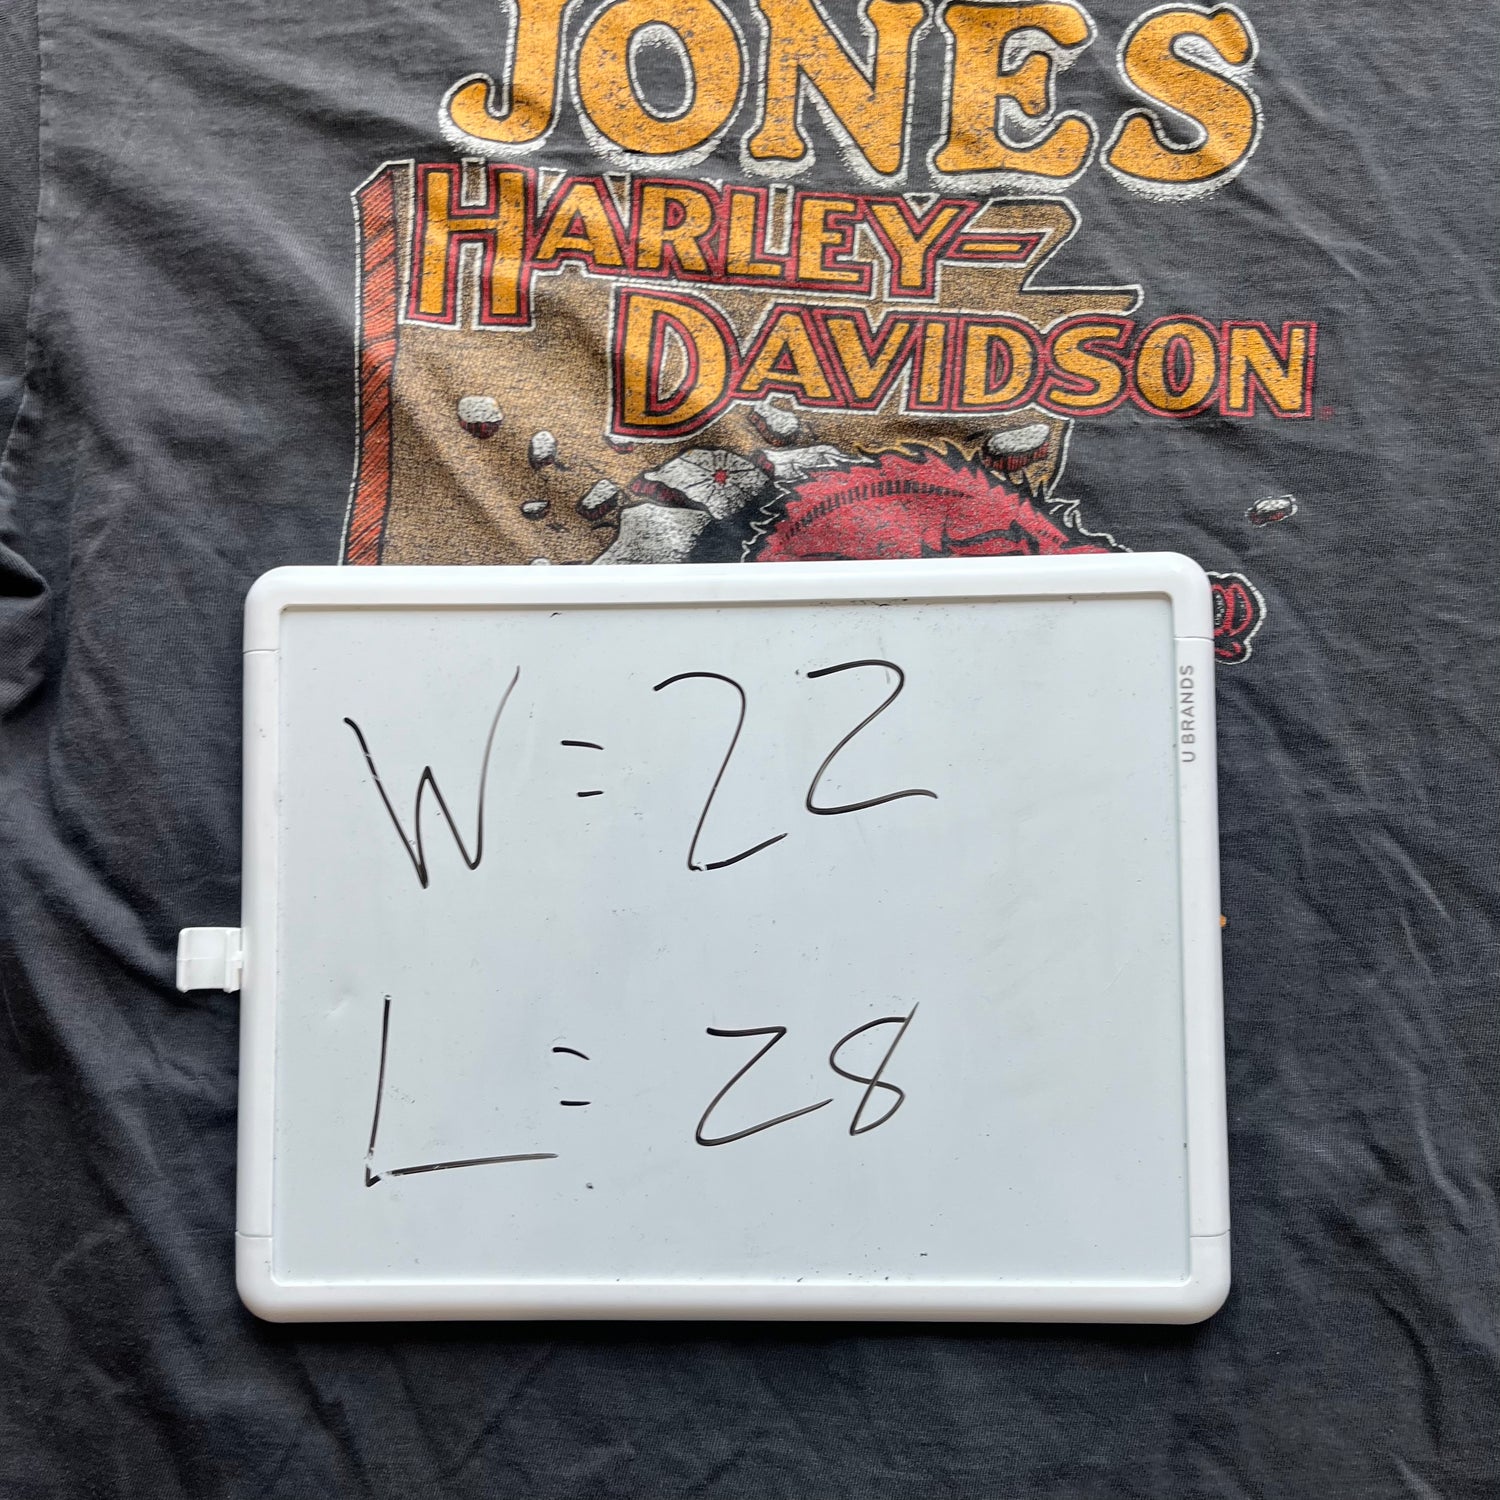 JONES
HARLEY-
DAVIDSON
W = 22
L = 28
U BRANDS